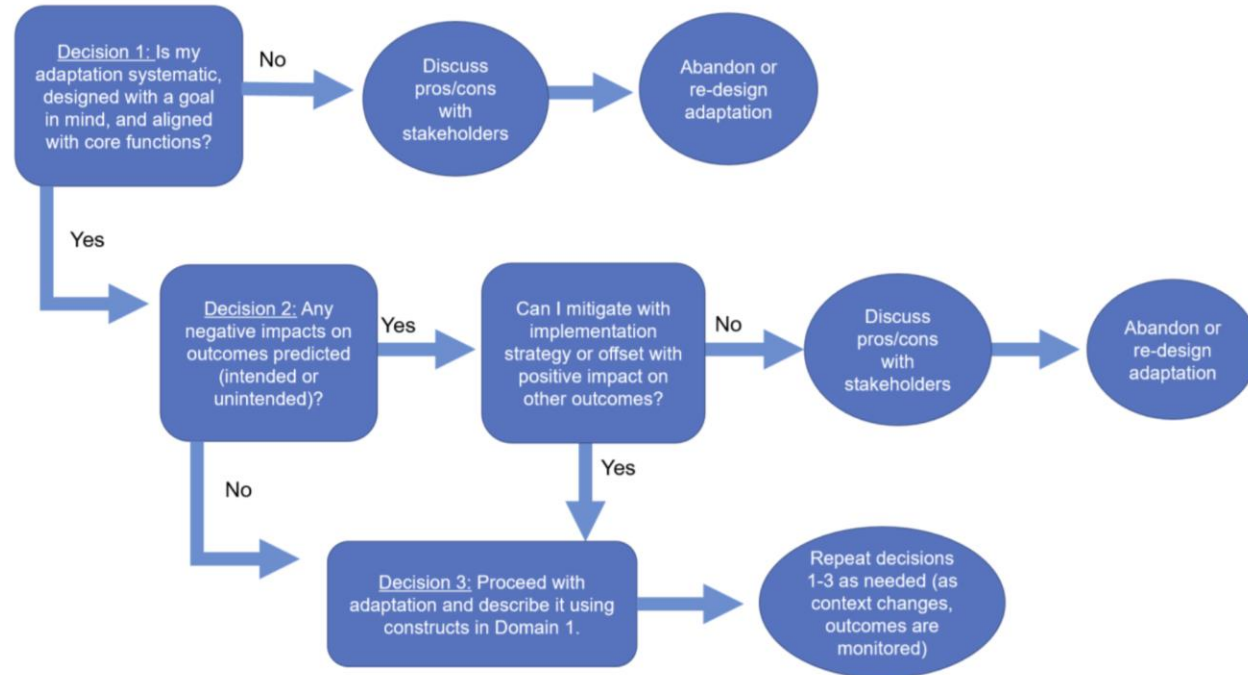 Decision 1: Is my
adaptation systematic,
designed with a goal
in mind, and aligned
with core functions?
No
Discuss
pros/cons
with
stakeholders
Abandon or
re-design
adaptation
Yes
Decision 2: Any
negative impacts on
outcomes predicted
(intended or
unintended)?
Yes
Can I mitigate with
implementation
strategy or offset with
positive impact on
other outcomes?
No
Discuss
pros/cons
with
stakeholders
Abandon or
re-design
adaptation
No
Yes
Decision 3: Proceed with
adaptation and describe it using
constructs in Domain 1.
Repeat decisions
1-3 as needed (as
context changes,
outcomes are
monitored)